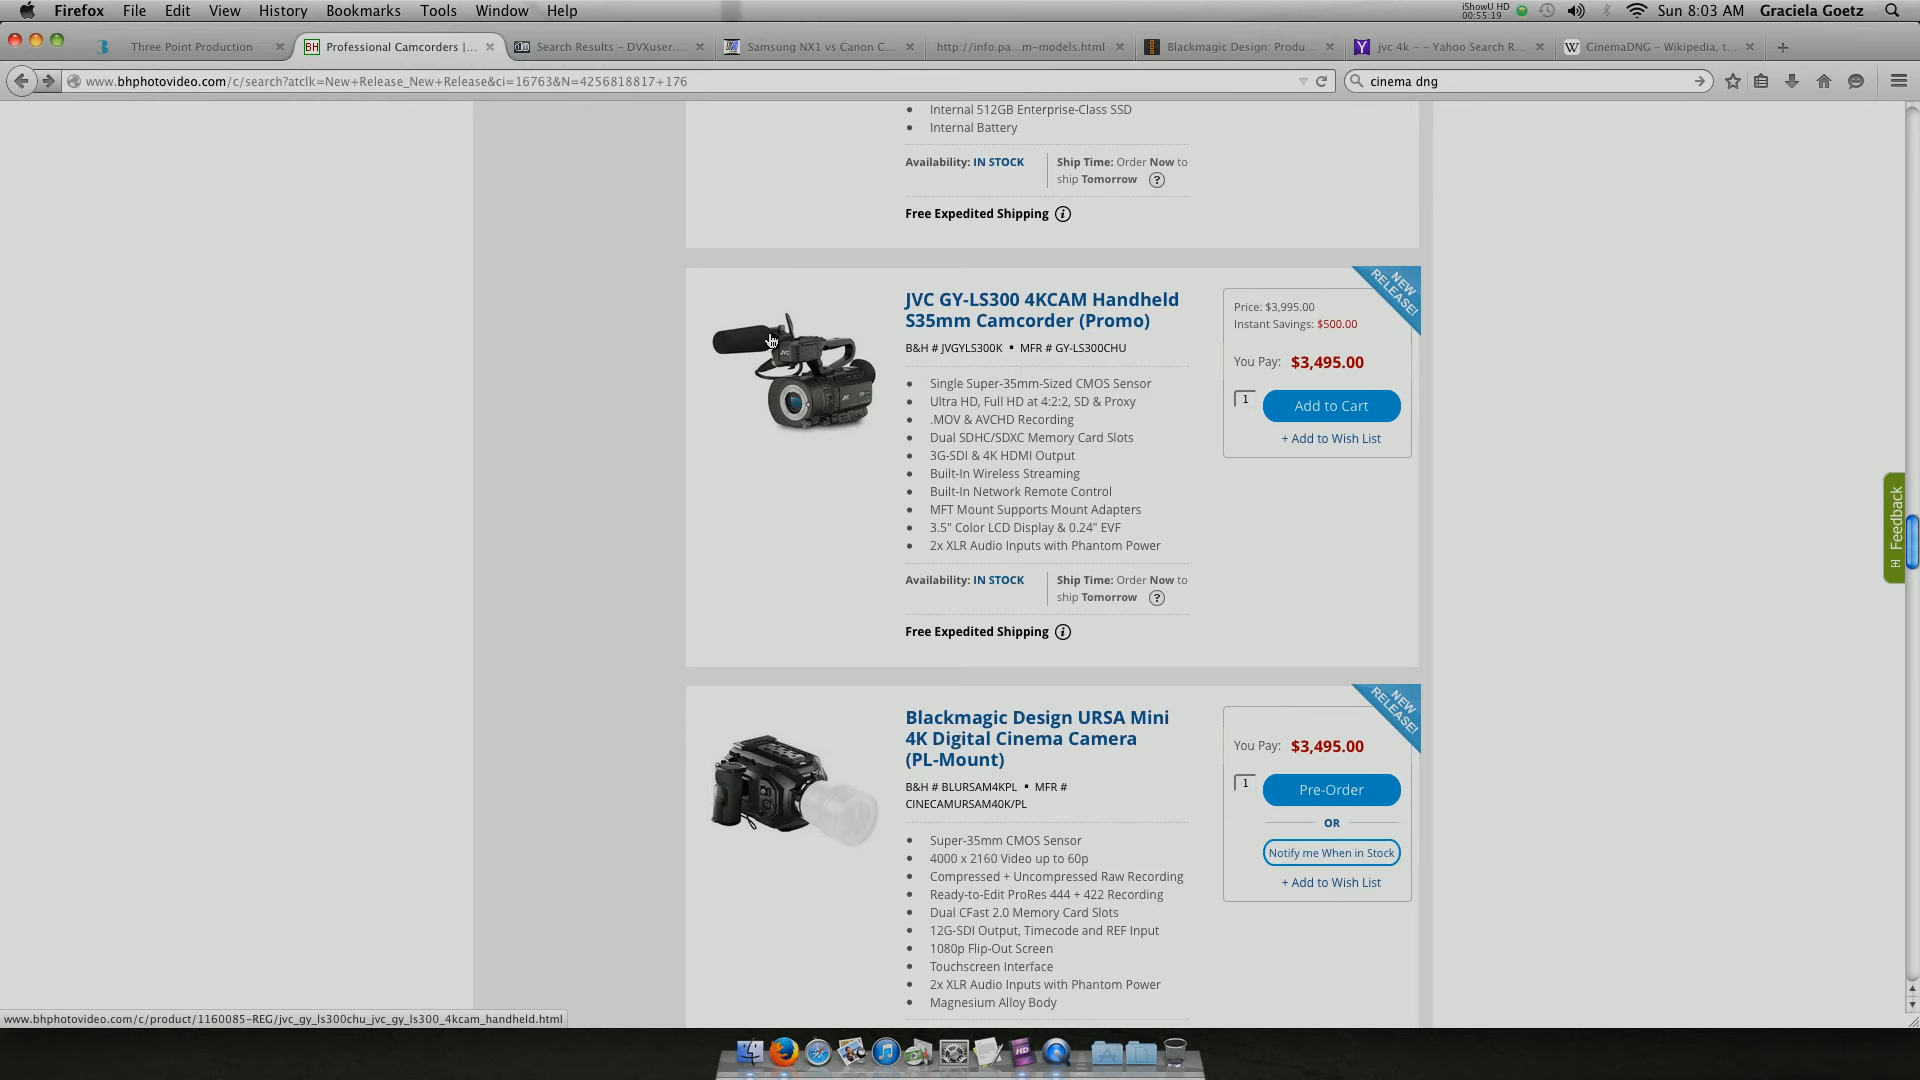 Firefox File Edit View History Bookmarks Tools Window Help
iShowU HD
00:55:19
Sun 8:03 AM Graciela Goetz
Three Point Production
BH Professional Camcorders |...
Search Results – DVXuser....
Samsung NX1 vs Canon C...
http://info.pa...m-models.html
Blackmagic Design: Produ...
jvc 4k - - Yahoo Search R...
CinemaDNG – Wikipedia, t...
www.bhphotovideo.com/c/search?atclk=New+Release_New+Release&ci=16763&N=4256818817+176
cinema dng
Internal 512GB Enterprise-Class SSD
Internal Battery
Availability: IN STOCK
Ship Time: Order Now to
ship Tomorrow ?
Free Expedited Shipping i
NEW
RELEASE!
JVC GY-LS300 4KCAM Handheld
S35mm Camcorder (Promo)
B&H # JVGYLS300K ▪ MFR # GY-LS300CHU
Single Super-35mm-Sized CMOS Sensor
Ultra HD, Full HD at 4:2:2, SD & Proxy
.MOV & AVCHD Recording
Dual SDHC/SDXC Memory Card Slots
3G-SDI & 4K HDMI Output
Built-In Wireless Streaming
Built-In Network Remote Control
MFT Mount Supports Mount Adapters
3.5" Color LCD Display & 0.24" EVF
2x XLR Audio Inputs with Phantom Power
Availability: IN STOCK
Ship Time: Order Now to
ship Tomorrow ?
Free Expedited Shipping i
Price: $3,995.00
Instant Savings: $500.00
You Pay: $3,495.00
1 Add to Cart
+ Add to Wish List
NEW
RELEASE!
Blackmagic Design URSA Mini
4K Digital Cinema Camera
(PL-Mount)
B&H # BLURSAM4KPL ▪ MFR #
CINECAMURSAM40K/PL
Super-35mm CMOS Sensor
4000 x 2160 Video up to 60p
Compressed + Uncompressed Raw Recording
Ready-to-Edit ProRes 444 + 422 Recording
Dual CFast 2.0 Memory Card Slots
12G-SDI Output, Timecode and REF Input
1080p Flip-Out Screen
Touchscreen Interface
2x XLR Audio Inputs with Phantom Power
Magnesium Alloy Body
You Pay: $3,495.00
1 Pre-Order
OR
Notify me When in Stock
+ Add to Wish List
Feedback
www.bhphotovideo.com/c/product/1160085-REG/jvc_gy_ls300chu_jvc_gy_ls300_4kcam_handheld.html
HD